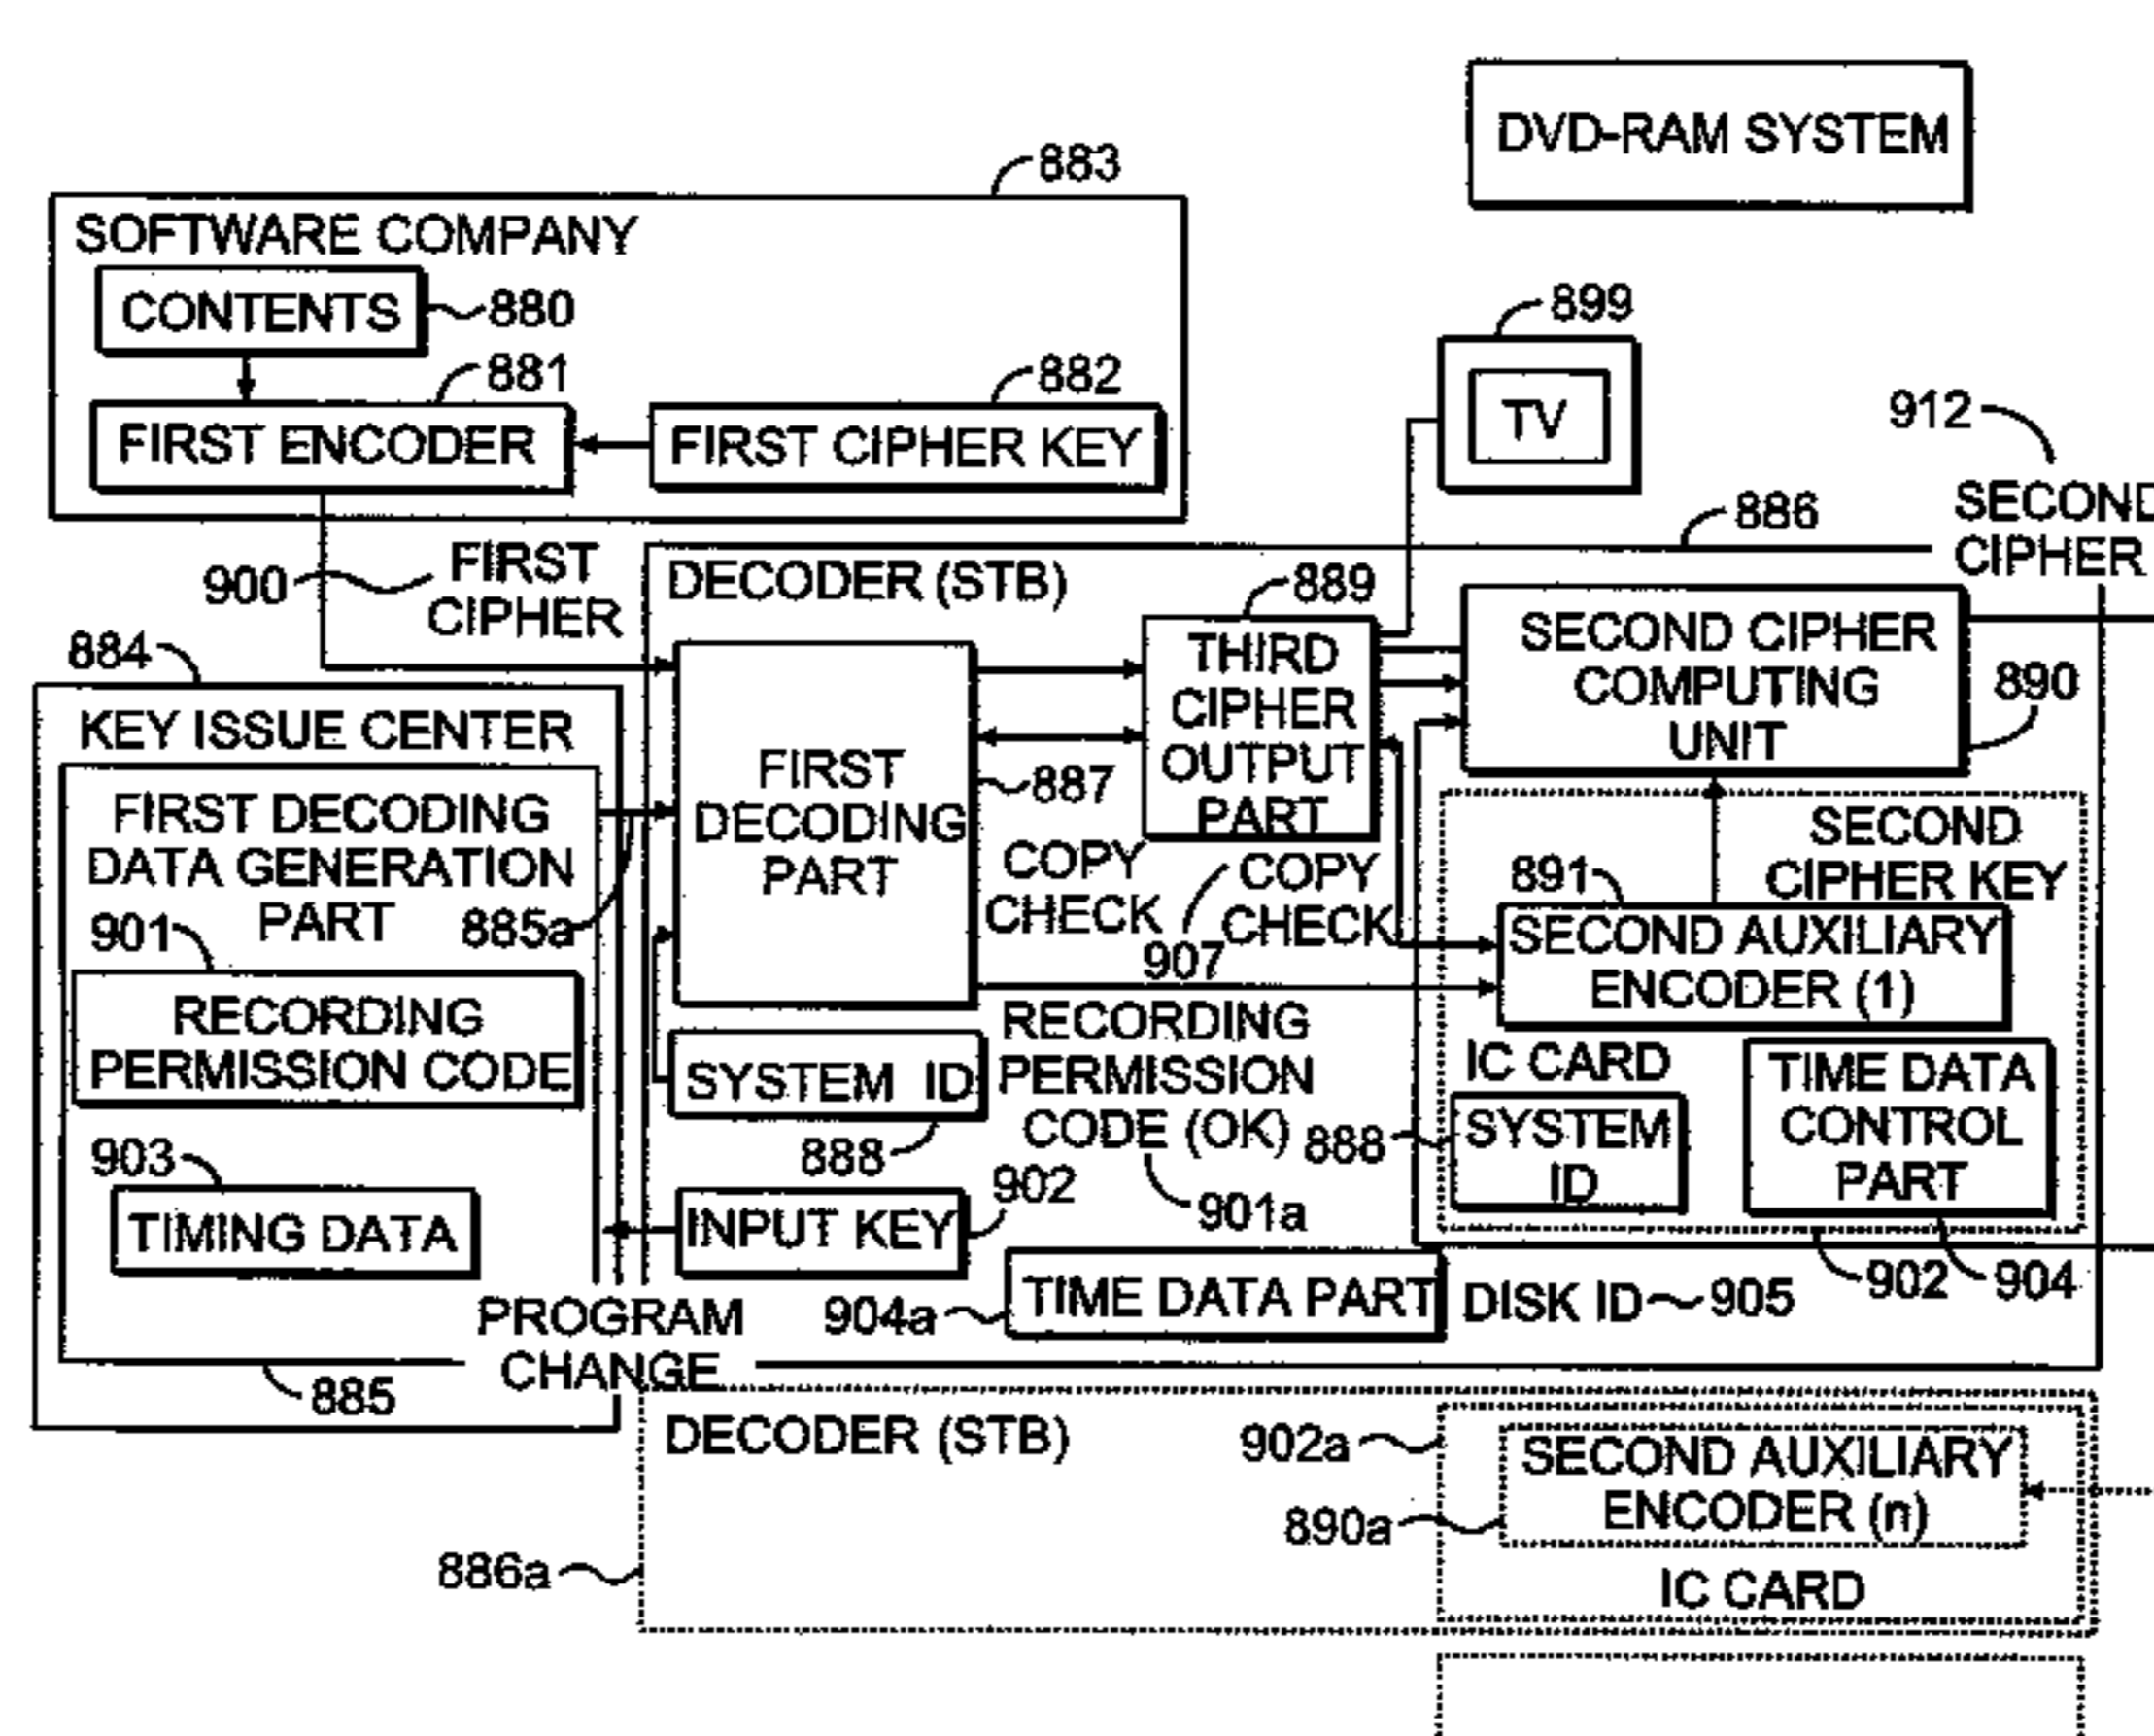 DVD-RAM SYSTEM
883
SOFTWARE COMPANY
CONTENTS
880
881
882
FIRST ENCODER
FIRST CIPHER KEY
899
TV
912
SECOND
CIPHER
886
900
FIRST
CIPHER
DECODER (STB)
889
884
KEY ISSUE CENTER
FIRST DECODING
DATA GENERATION
PART
885a
901
RECORDING
PERMISSION CODE
903
TIMING DATA
885
PROGRAM
CHANGE
FIRST
DECODING
PART
887
THIRD
CIPHER
OUTPUT
PART
SECOND CIPHER
COMPUTING
UNIT
890
COPY
CHECK
907
COPY
CHECK
SECOND
CIPHER KEY
891
SECOND AUXILIARY
ENCODER (1)
SYSTEM ID
888
RECORDING
PERMISSION
CODE (OK)
901a
IC CARD
888
SYSTEM
ID
TIME DATA
CONTROL
PART
INPUT KEY
902
904a
TIME DATA PART
DISK ID
905
902
904
DECODER (STB)
886a
902a
SECOND AUXILIARY
ENCODER (n)
890a
IC CARD